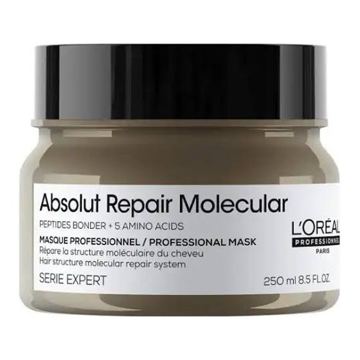 Absolut Repair Molecular
PEPTIDES BONDER + 5 AMINO ACIDS
MASQUE PROFESSIONNEL / PROFESSIONAL MASK
Répare la structure moléculaire du cheveu
Hair structure molecular repair system
SERIE EXPERT
L'ORÉAL
PROFESSIONNEL
PARIS
250 ml 8.5 FL.OZ.